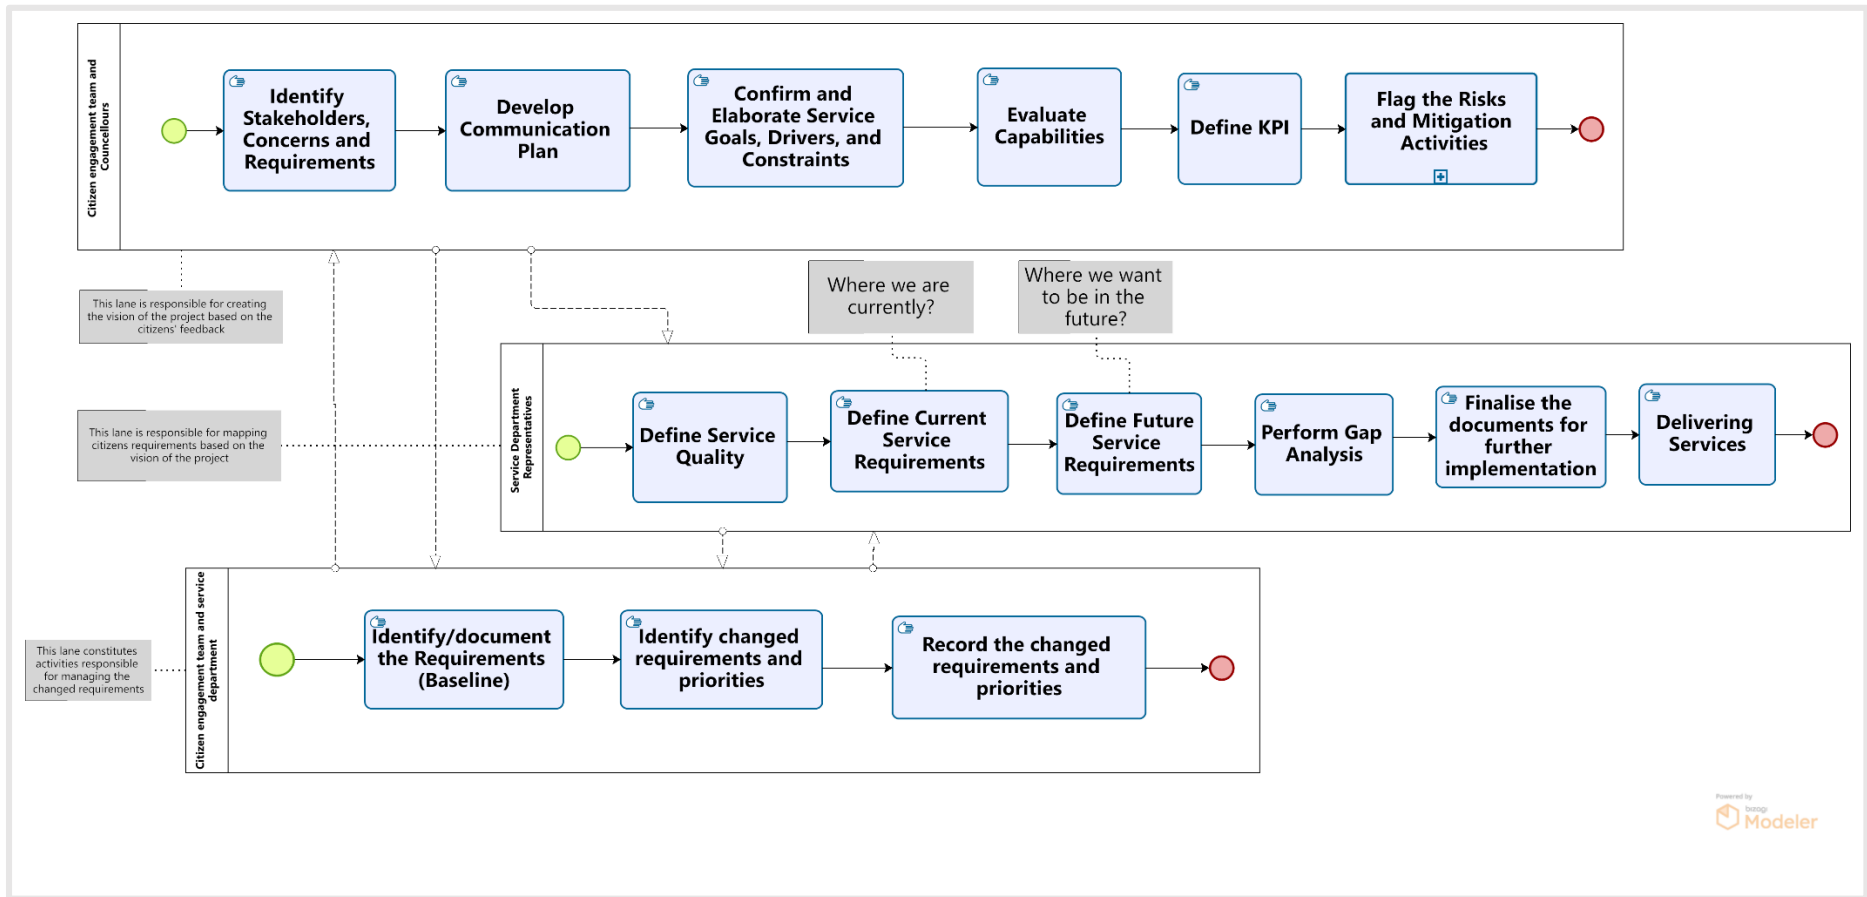 Citizen engagement team and
Councellours
Identify
Stakeholders,
Concerns and
Requirements
Develop
Communication
Plan
Confirm and
Elaborate Service
Goals, Drivers, and
Constraints
Evaluate
Capabilities
Define KPI
Flag the Risks
and Mitigation
Activities
This lane is responsible for creating
the vision of the project based on the
citizens' feedback
Where we are
currently?
Where we want
to be in the
future?
This lane is responsible for mapping
citizens requirements based on the
vision of the project
Service Department
Representatives
Define Service
Quality
Define Current
Service
Requirements
Define Future
Service
Requirements
Perform Gap
Analysis
Finalise the
documents for
further
implementation
Delivering
Services
This lane constitutes
activities responsible
for managing the
changed requirements
Citizen engagement team and service
department
Identify/document
the Requirements
(Baseline)
Identify changed
requirements and
priorities
Record the changed
requirements and
priorities
Powered by
bizagi
Modeler